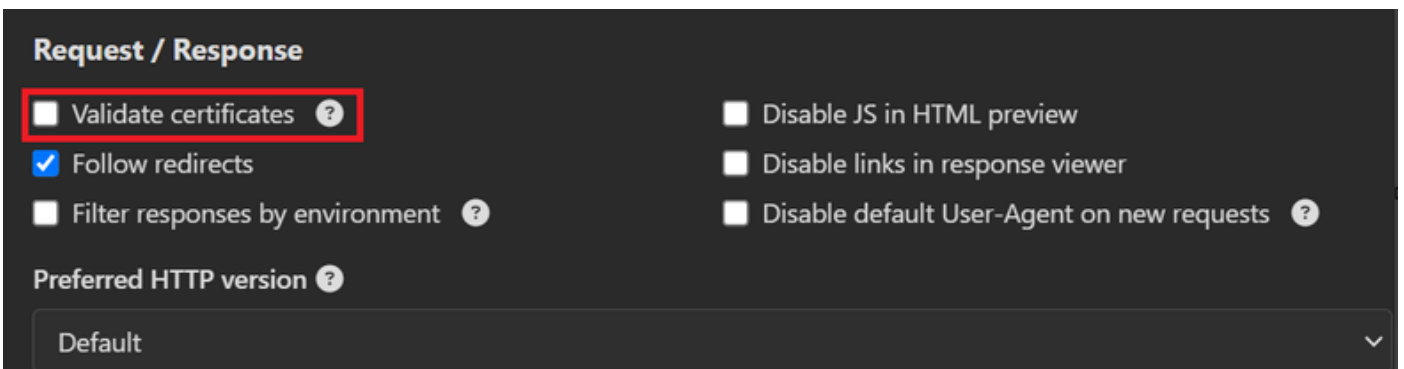 Request / Response
Validate certificates ?
Disable JS in HTML preview
Follow redirects
Disable links in response viewer
Filter responses by environment ?
Disable default User-Agent on new requests ?
Preferred HTTP version ?
Default